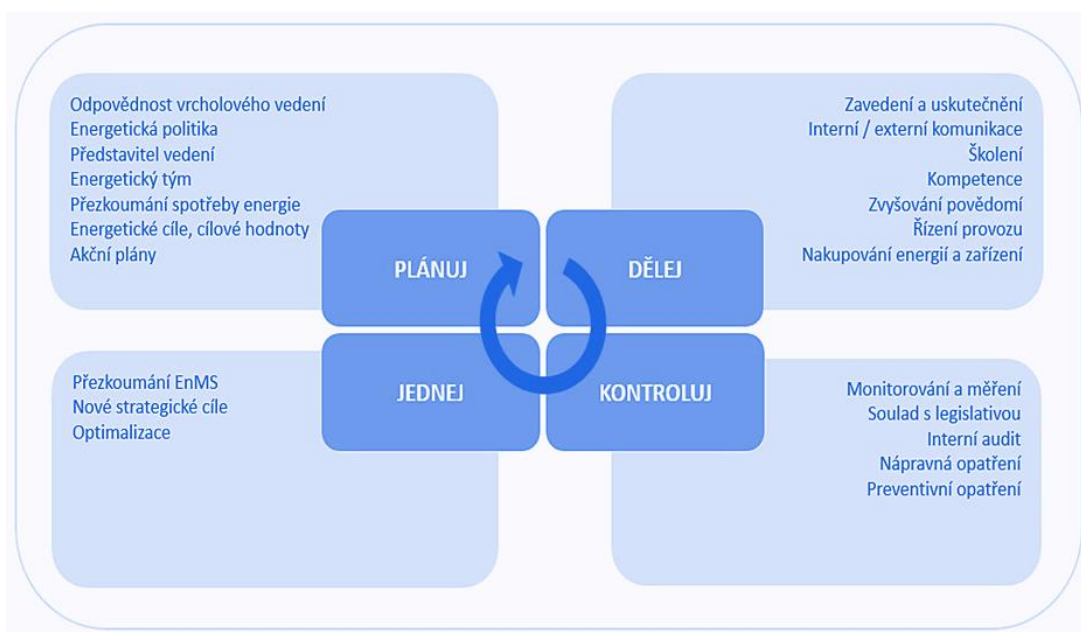 Odpovědnost vrcholového vedení
Energetická politika
Představitel vedení
Energetický tým
Přezkoumání spotřeby energie
Energetické cíle, cílové hodnoty
Akční plány
Zavedení a uskutečnění
Interní / externí komunikace
Školení
Kompetence
Zvyšování povědomí
Řízení provozu
Nakupování energií a zařízení
PLÁNUJ
DĚLEJ
JEDNEJ
KONTROLUJ
Přezkoumání EnMS
Nové strategické cíle
Optimalizace
Monitorování a měření
Soulad s legislativou
Interní audit
Nápravná opatření
Preventivní opatření